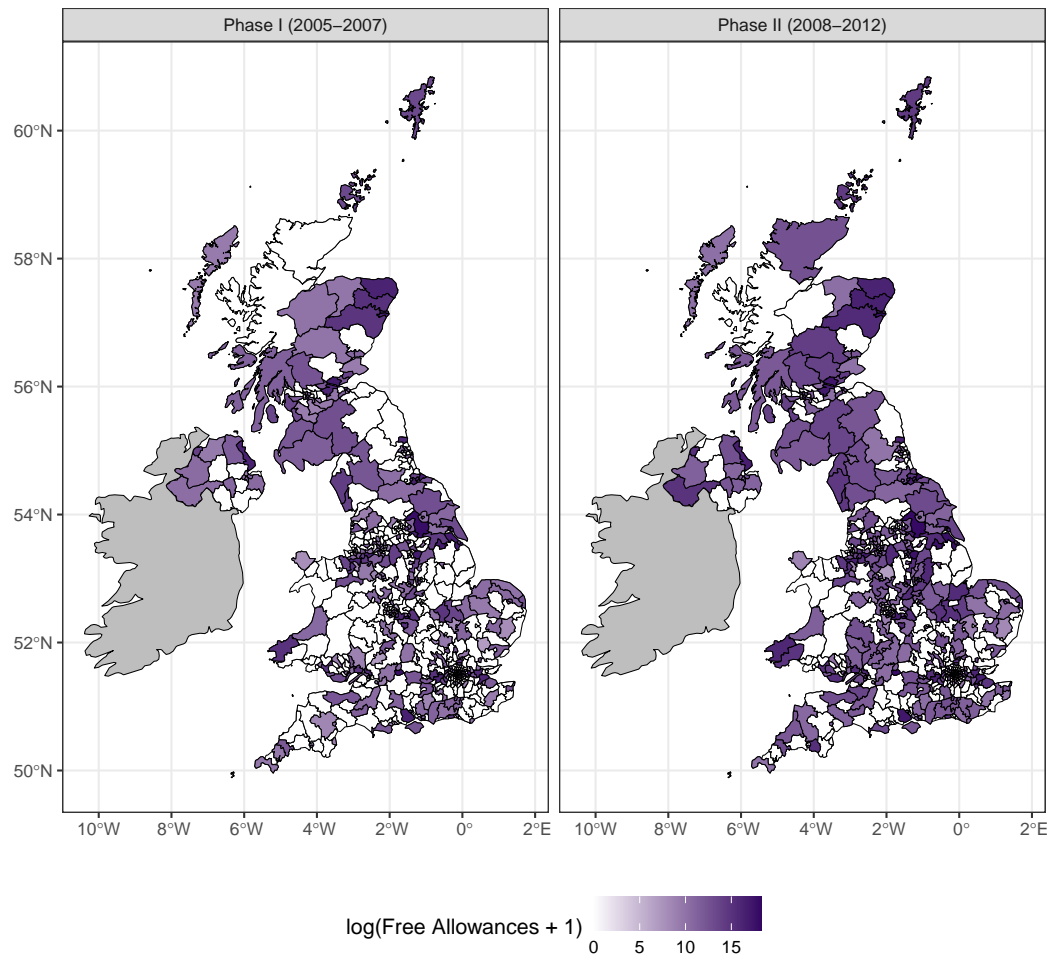 Phase I (2005−2007) Phase II (2008−2012)
60°N
58°N
56°N
54°N
52°N
50°N
10°W 8°W 6°W 4°W 2°W 0° 2°E 10°W 8°W 6°W 4°W 2°W 0° 2°E
log(Free Allowances + 1)
0 5 10 15